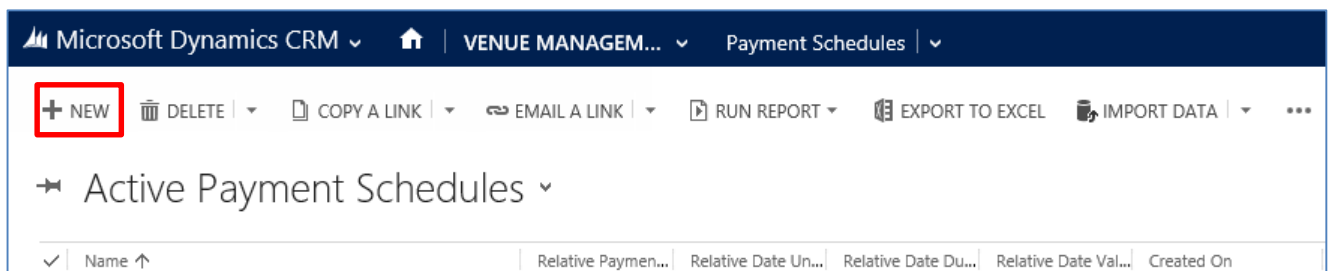 Microsoft Dynamics CRM VENUE MANAGEM... Payment Schedules
NEW DELETE COPY A LINK EMAIL A LINK RUN REPORT EXPORT TO EXCEL IMPORT DATA ...
Active Payment Schedules
Name Relative Paymen... Relative Date Un... Relative Date Du... Relative Date Val... Created On